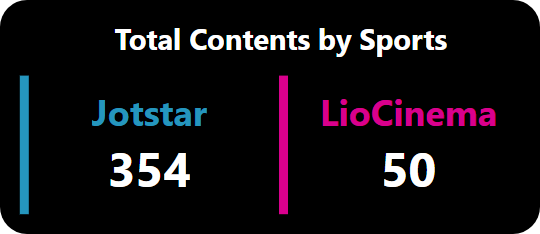 Total Contents by Sports
Jotstar
LioCinema
354
50